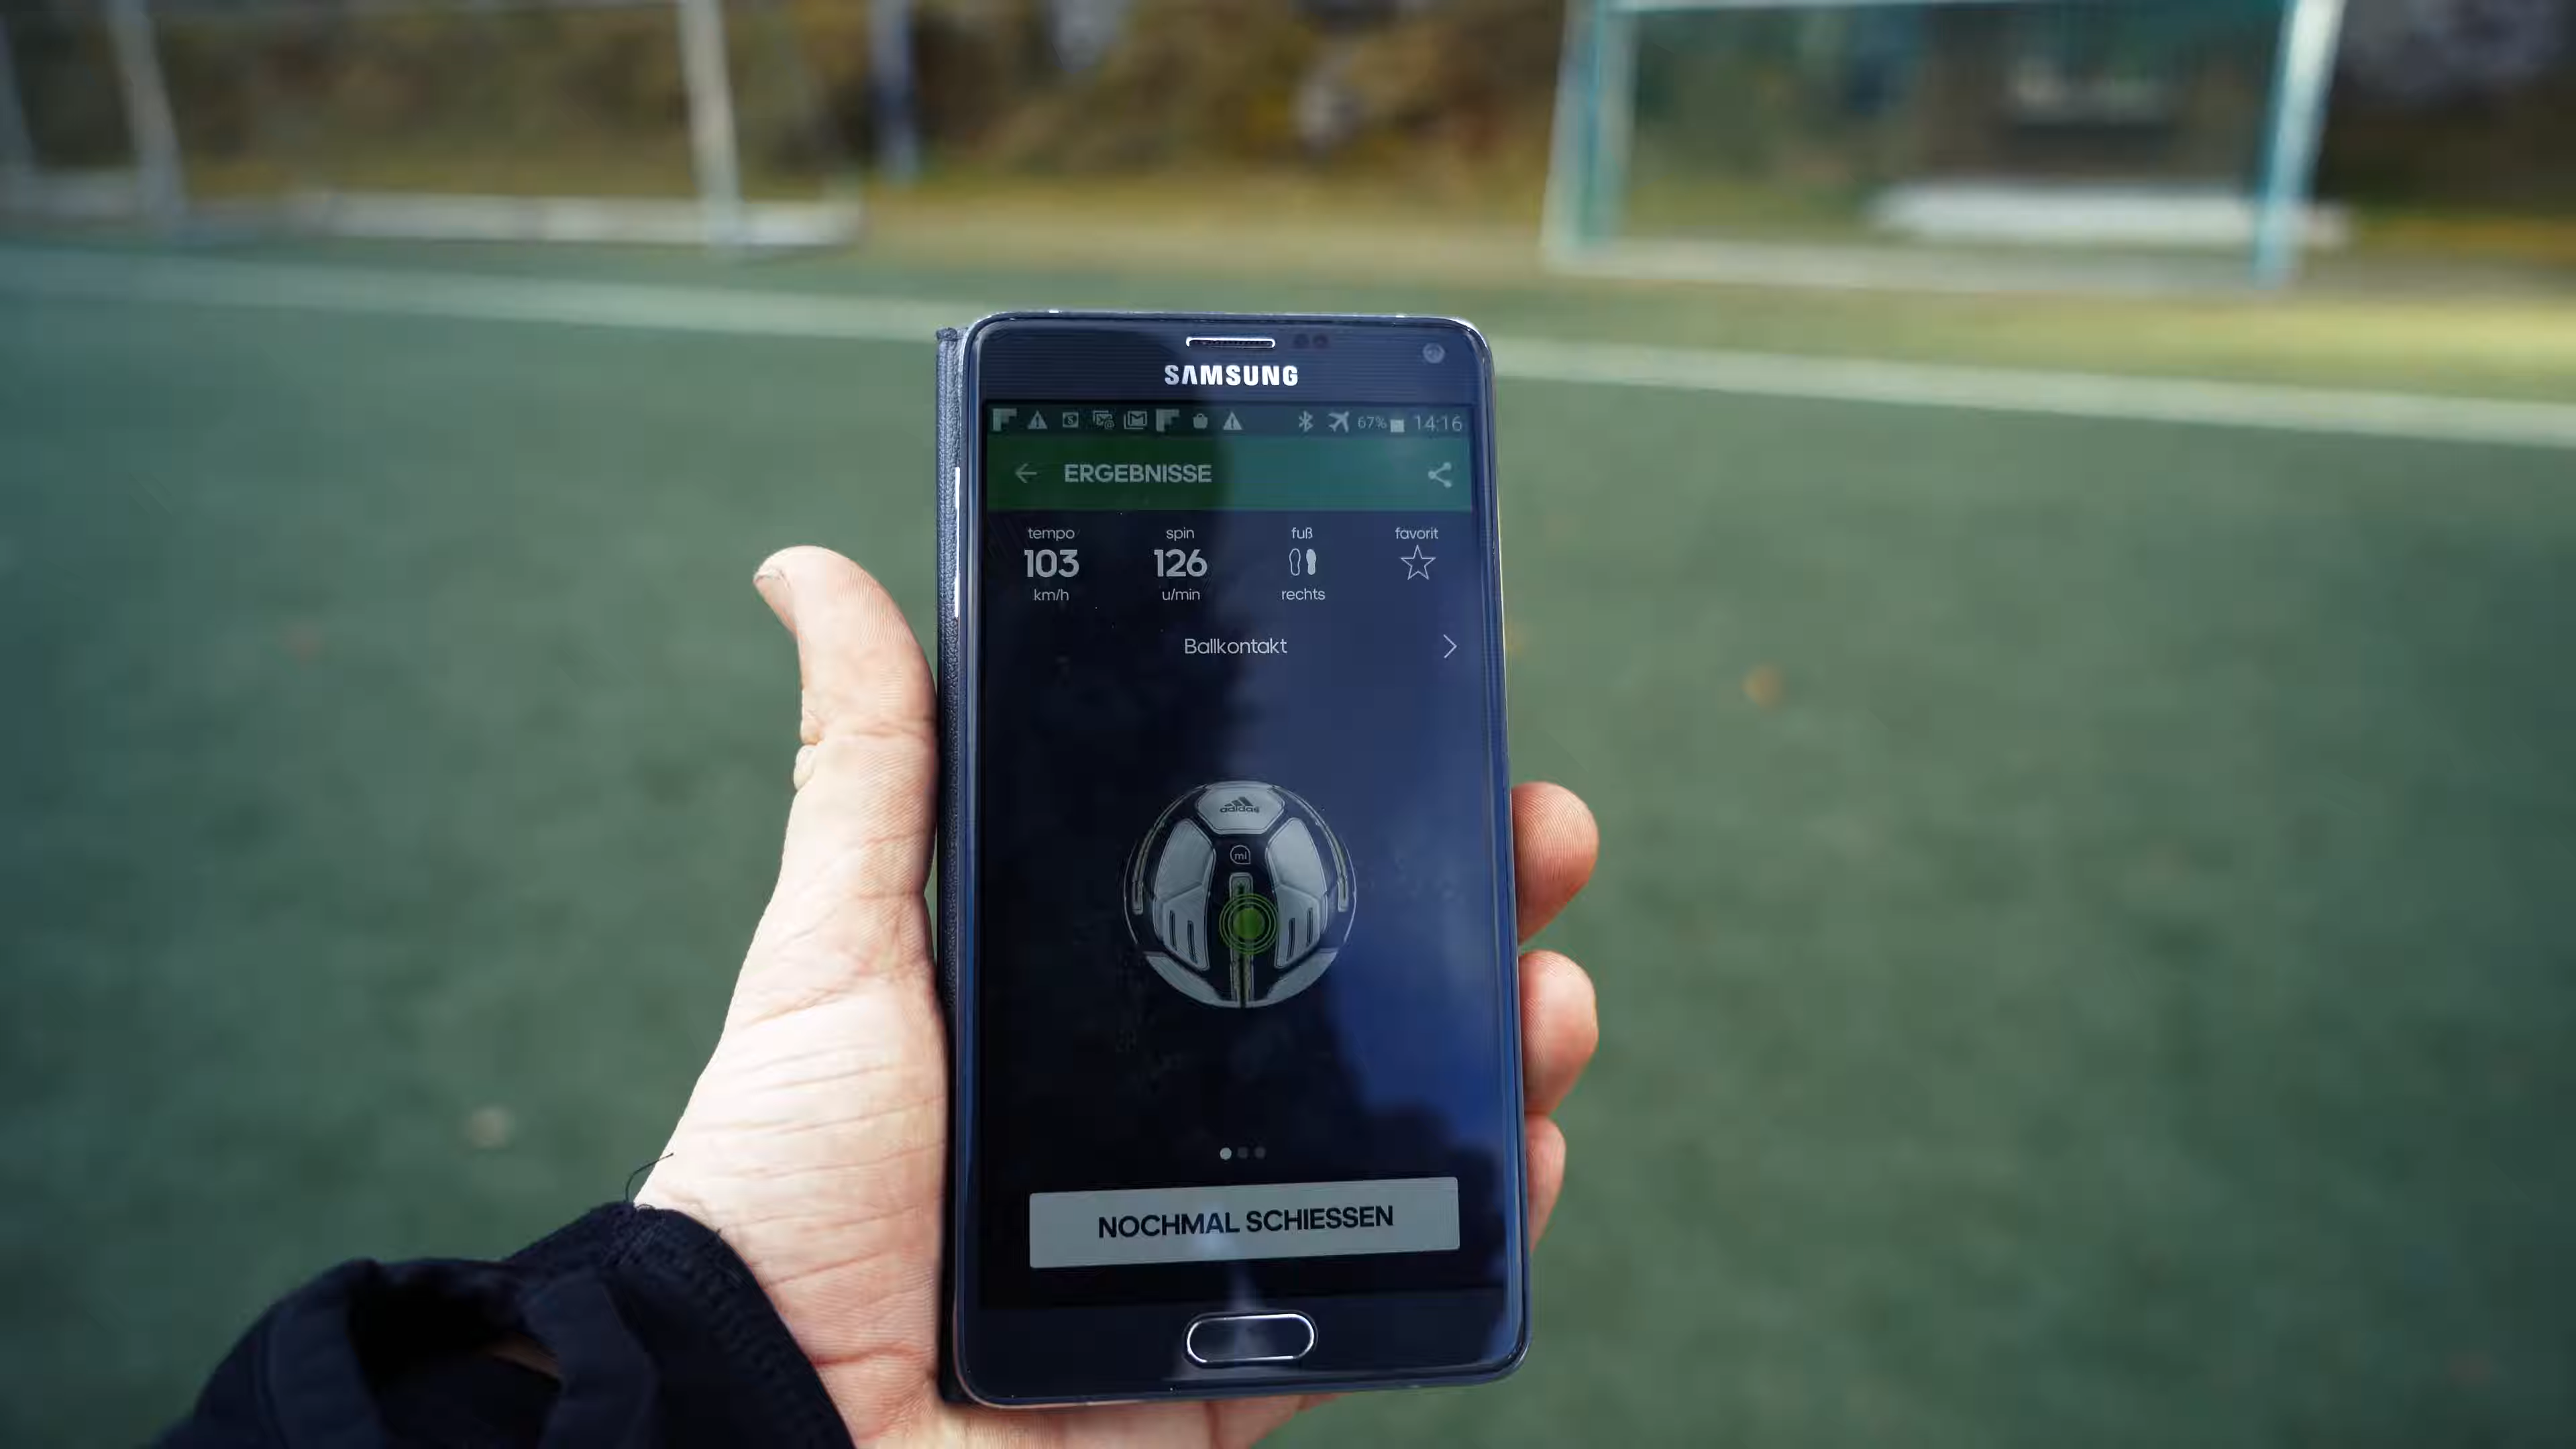 SAMSUNG
67% 14:16
ERGEBNISSE
tempo spin fuß favorit
103 126
km/h u/min rechts
Ballkontakt
adidas
mi
NOCHMAL SCHIESSEN